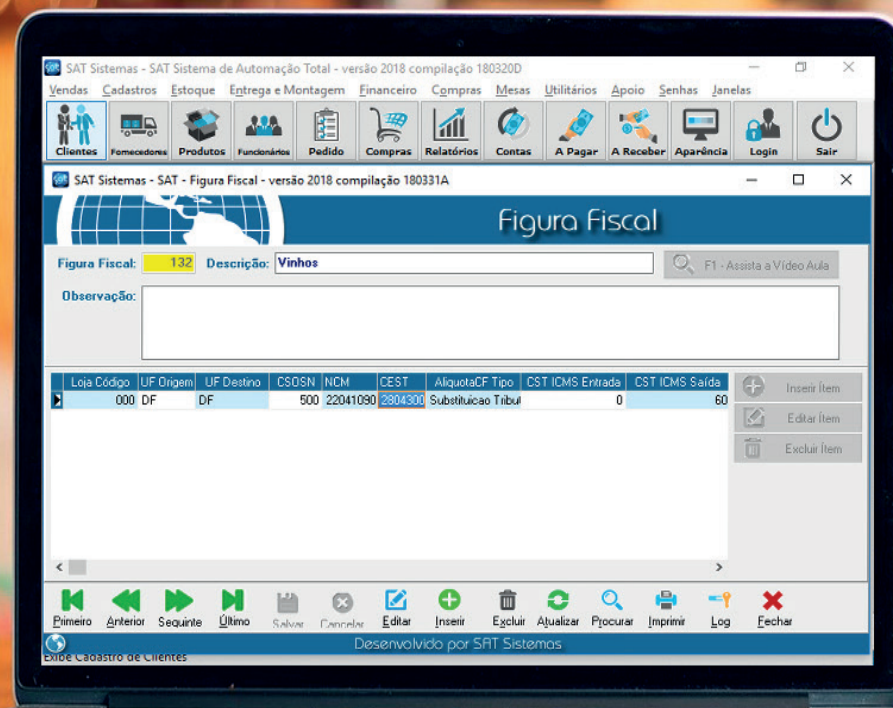 SAT Sistemas - SAT Sistema de Automação Total - versão 2018 compilação 180320D
Vendas Cadastros Estoque Entrega e Montagem Financeiro Compras Mesas Utilitários Apoio Senhas Janelas
Clientes Fornecedores Produtos Funcionários Pedido Compras Relatórios Contas A Pagar A Receber Aparência Login Sair
SAT Sistemas - SAT - Figura Fiscal - versão 2018 compilação 180331A
Figura Fiscal
Figura Fiscal: 132 Descrição: Vinhos F1 - Assista a Vídeo Aula
Observação:
Loja Código UF Origem UF Destino CSOSN NCM CEST AliquotaCF Tipo CST ICMS Entrada CST ICMS Saída
000 DF DF 500 22041090 2804300 Substituicao Tribut 0 60
Inserir Ítem
Editar Ítem
Excluir Ítem
Primeiro Anterior Seguinte Último Salvar Cancelar Editar Inserir Excluir Atualizar Procurar Imprimir Log Fechar
Desenvolvido por SAT Sistemas
Exibe Cadastro de Clientes